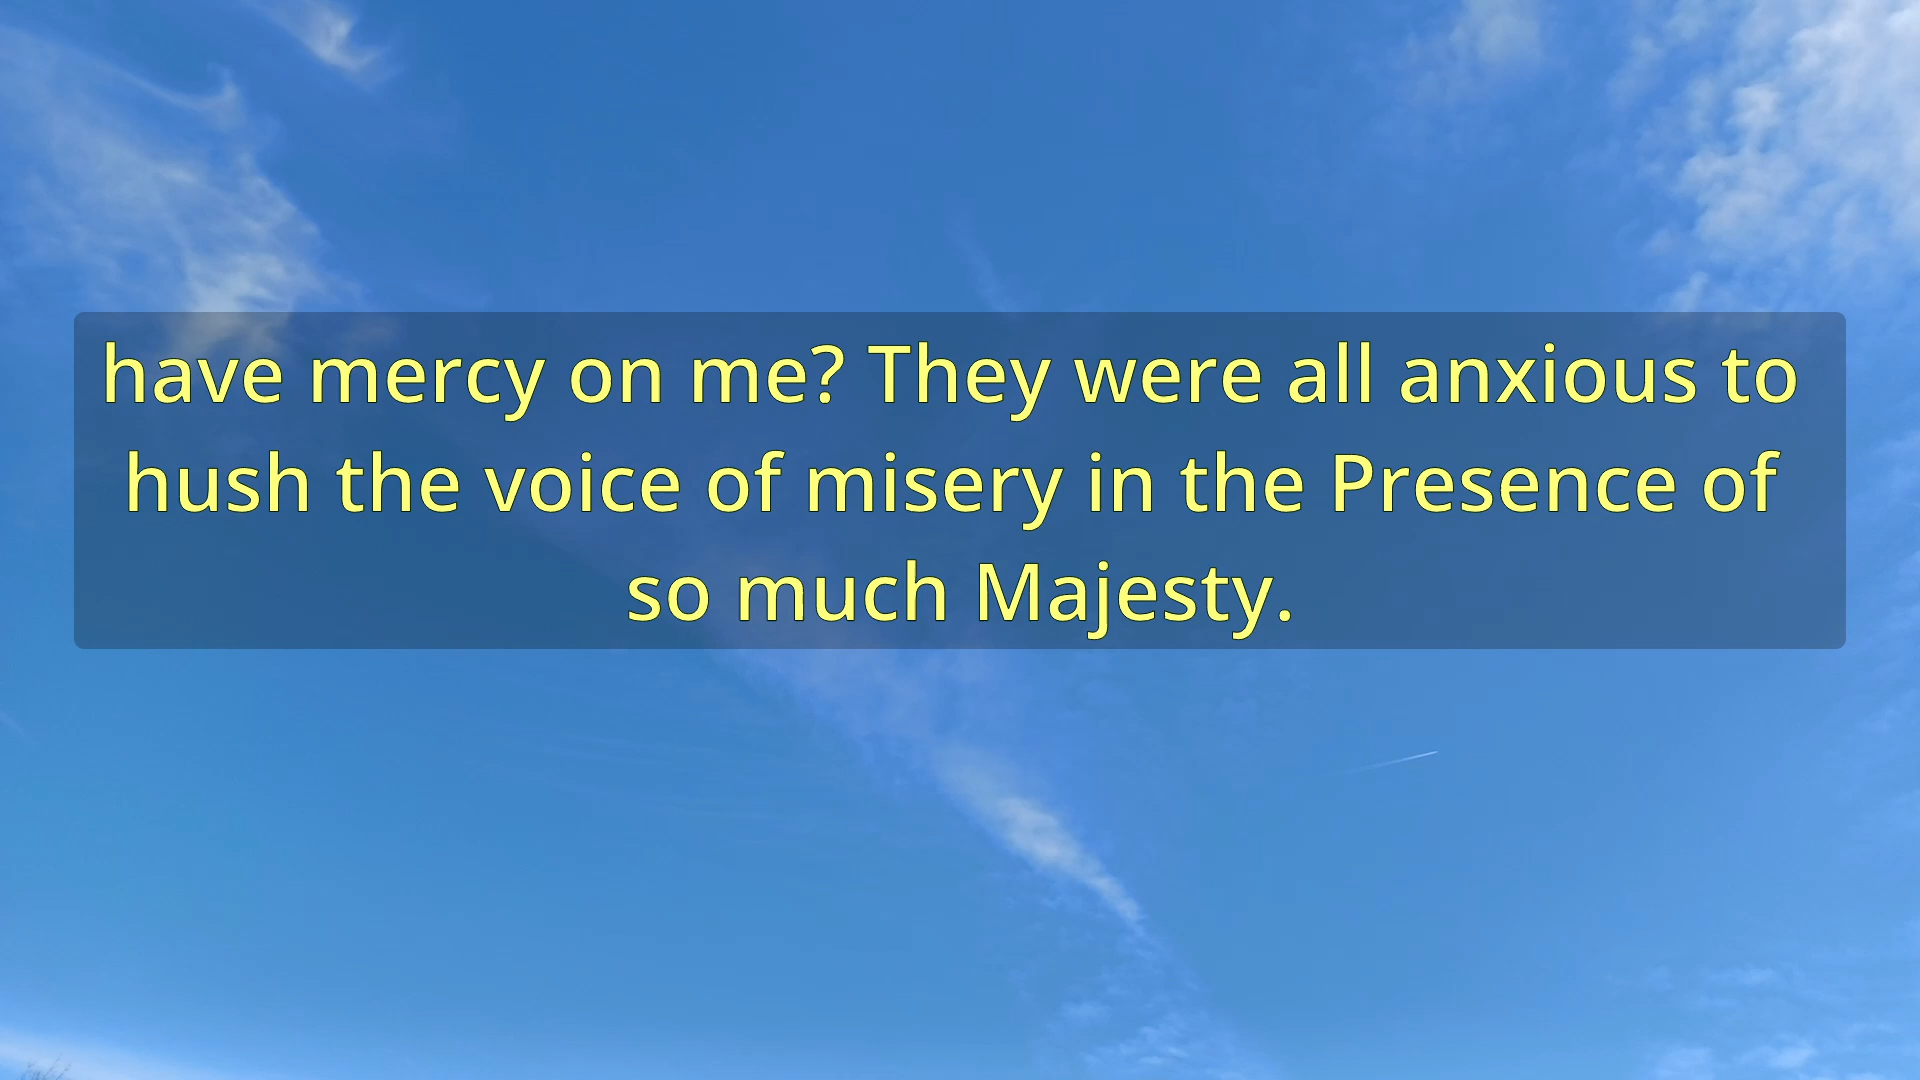 have mercy on me? They were all anxious to
hush the voice of misery in the Presence of
so much Majesty.